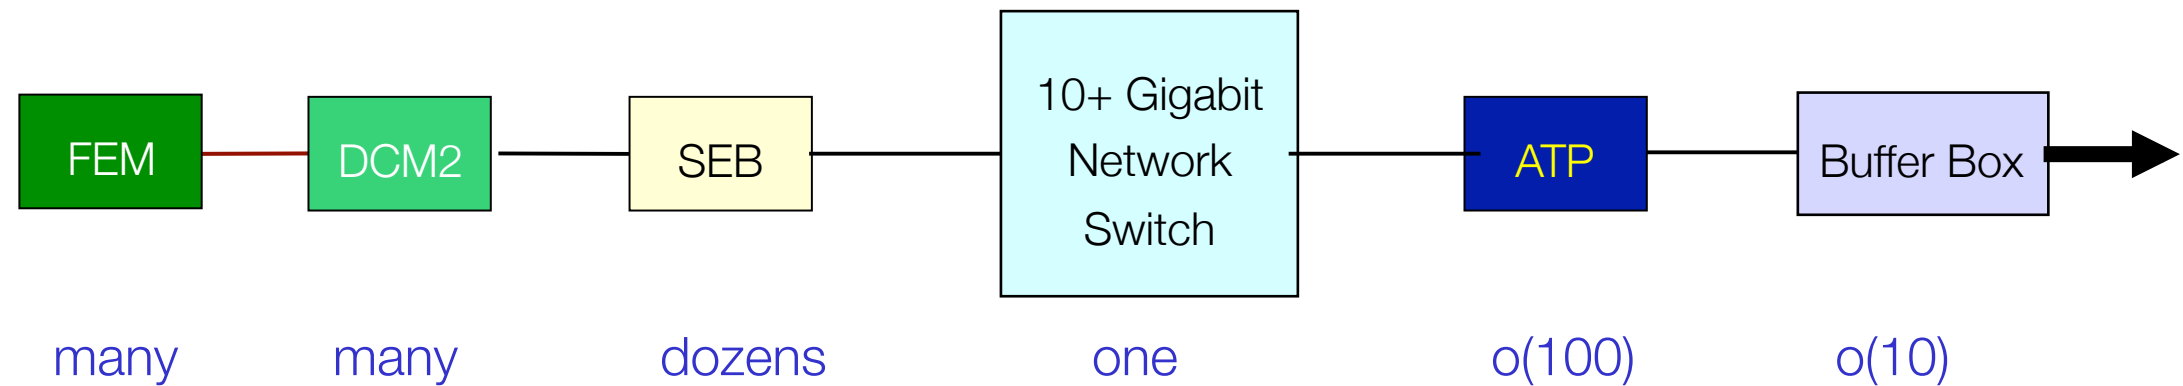 FEM
DCM2
SEB
10+ Gigabit
Network
Switch
ATP
Buffer Box
many
many
dozens
one
o(100)
o(10)